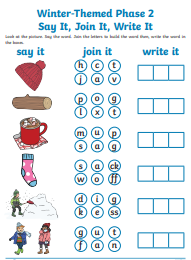 Winter-Themed Phase 2
Say It, Join It, Write It
Look at the picture. Say the word. Join the letters to build the word then, write the word in
the boxes.
say it join it write it
h c t
j a v
p o g
l x t
m u p
s a g
s a ck
w o ff
d i g
k e ss
g u t
f a n